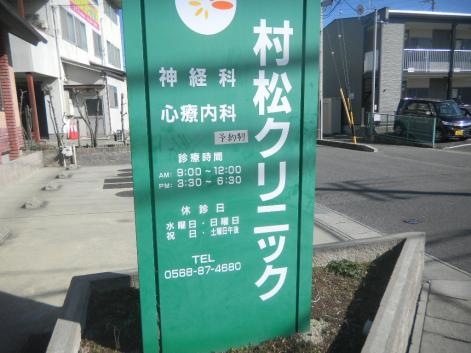 村松クリニック
神経科
心療内科
予約制
診療時間
AM: 9:00~12:00
PM: 3:30~6:30
休診日
水曜日・日曜日
祝日・土曜日午後
TEL
0568-87-4680